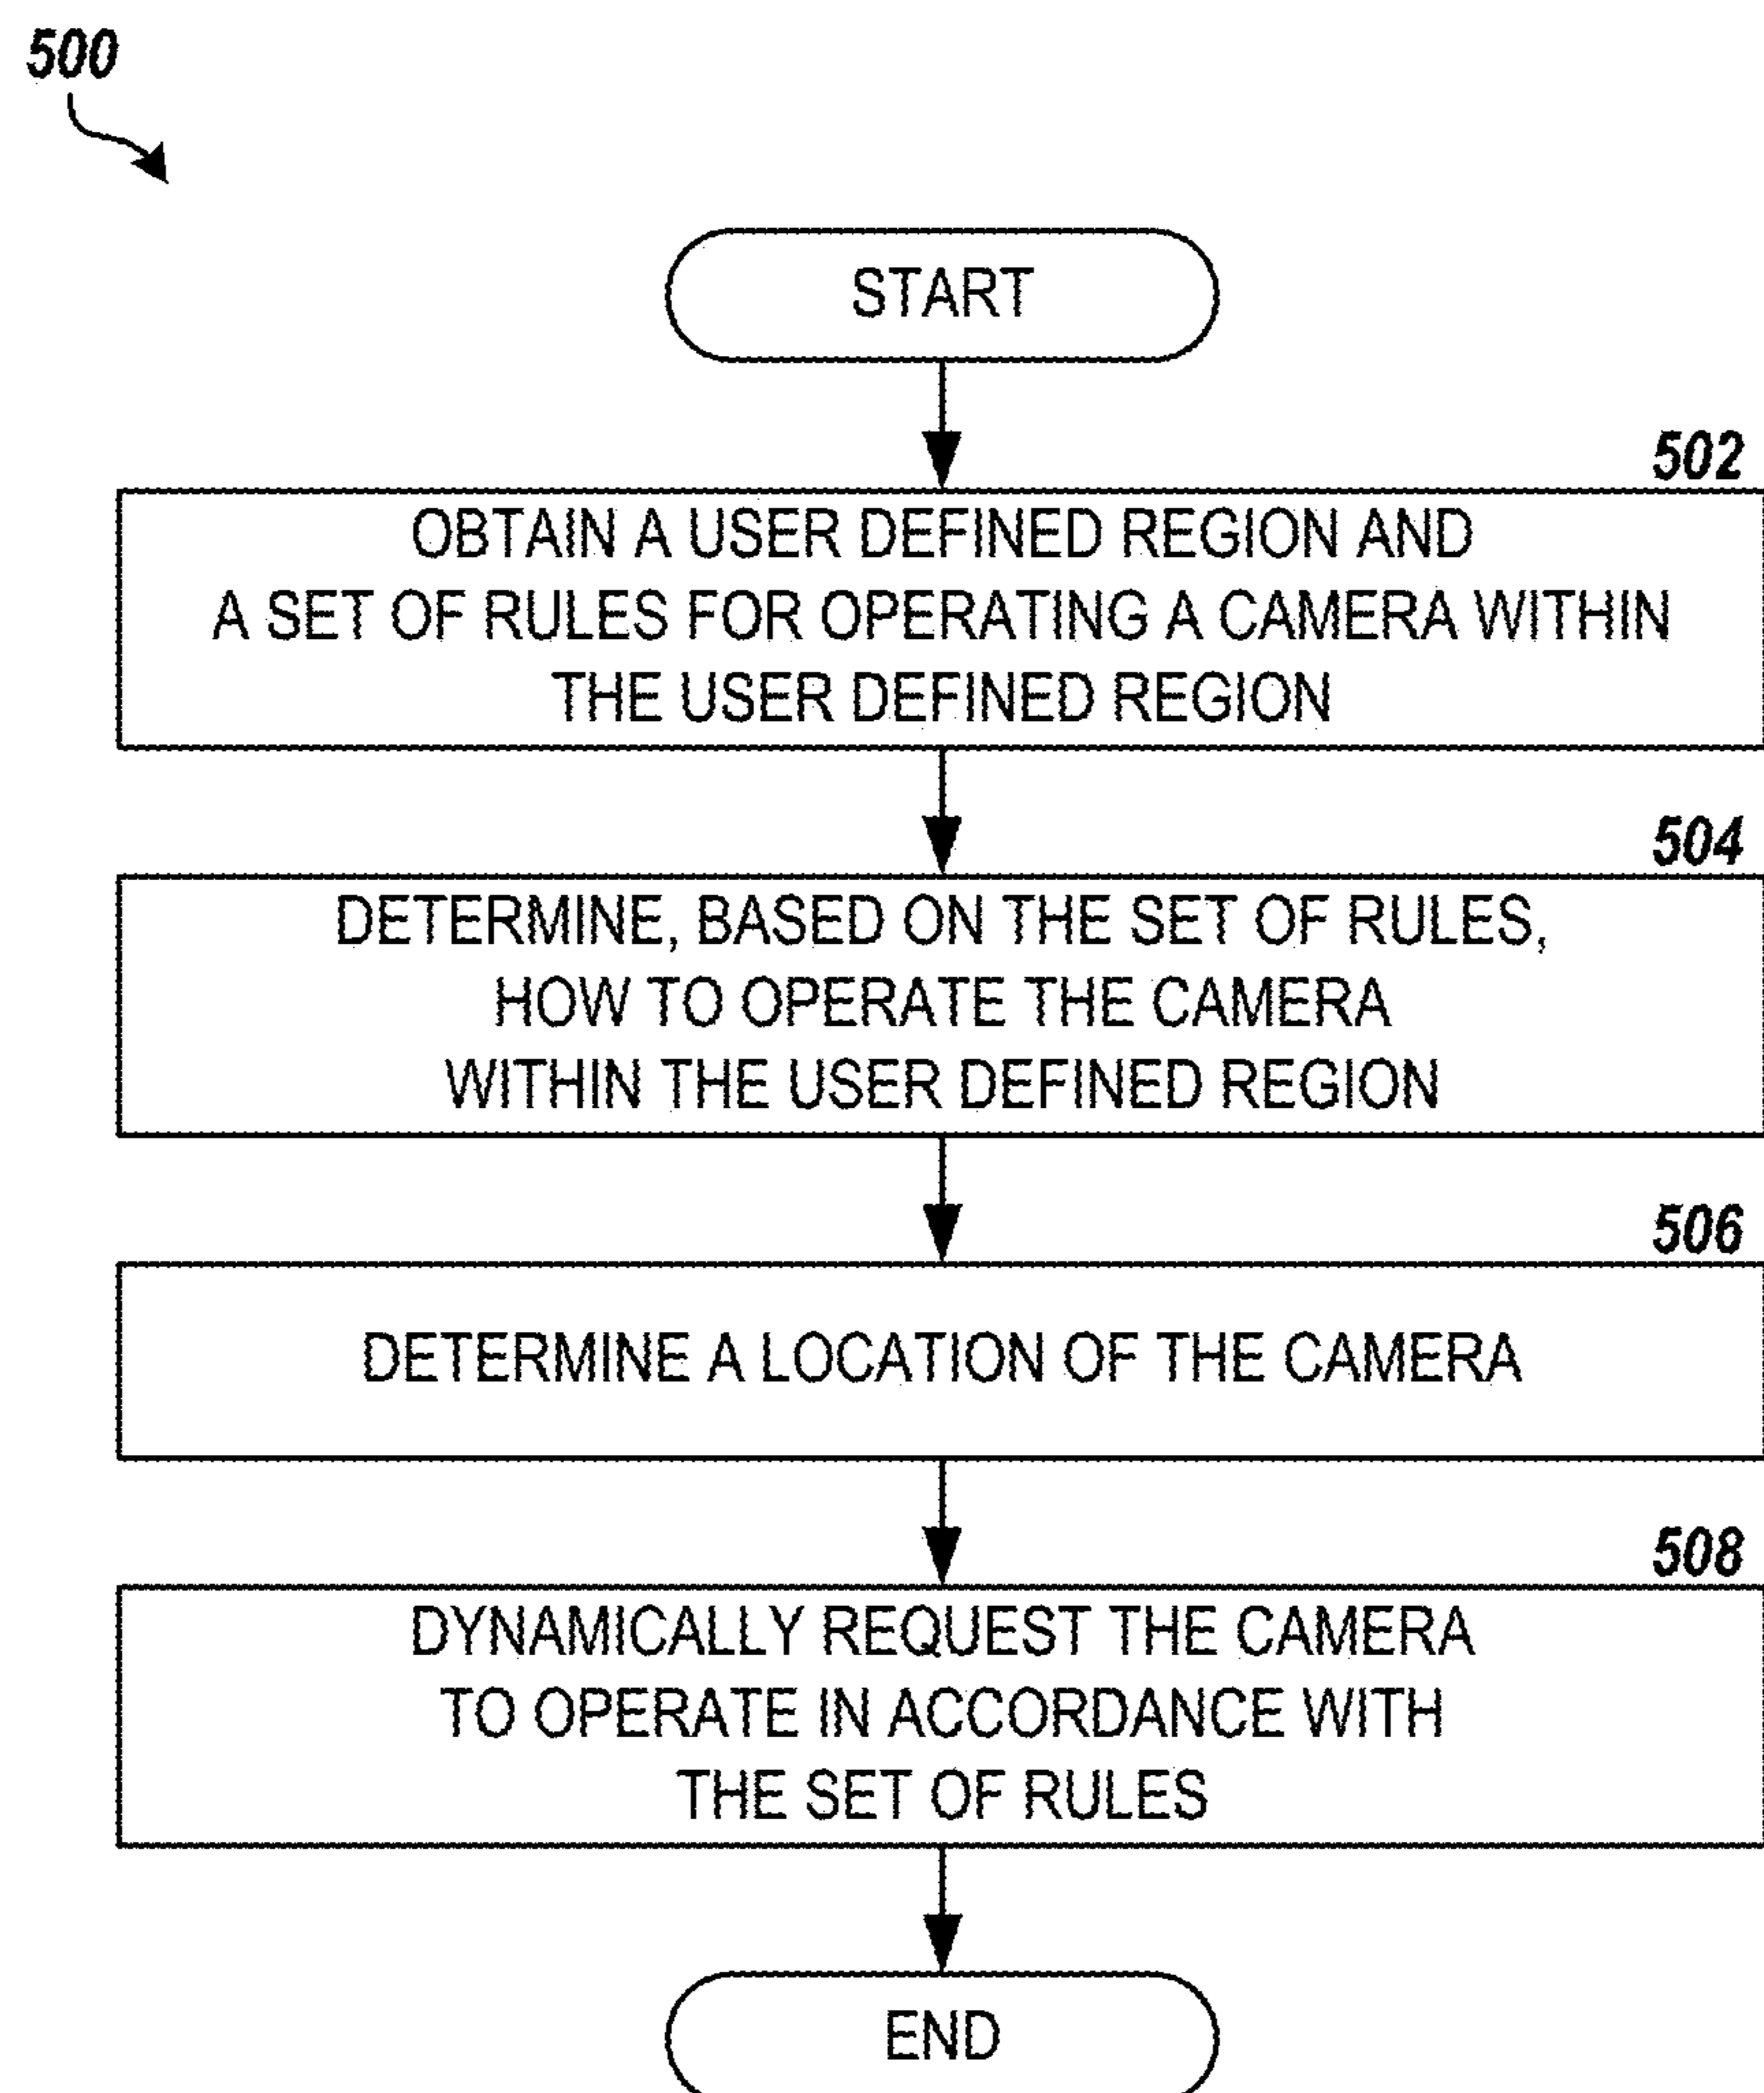 500
START
502
OBTAIN A USER DEFINED REGION AND
A SET OF RULES FOR OPERATING A CAMERA WITHIN
THE USER DEFINED REGION
504
DETERMINE, BASED ON THE SET OF RULES,
HOW TO OPERATE THE CAMERA
WITHIN THE USER DEFINED REGION
506
DETERMINE A LOCATION OF THE CAMERA
508
DYNAMICALLY REQUEST THE CAMERA
TO OPERATE IN ACCORDANCE WITH
THE SET OF RULES
END